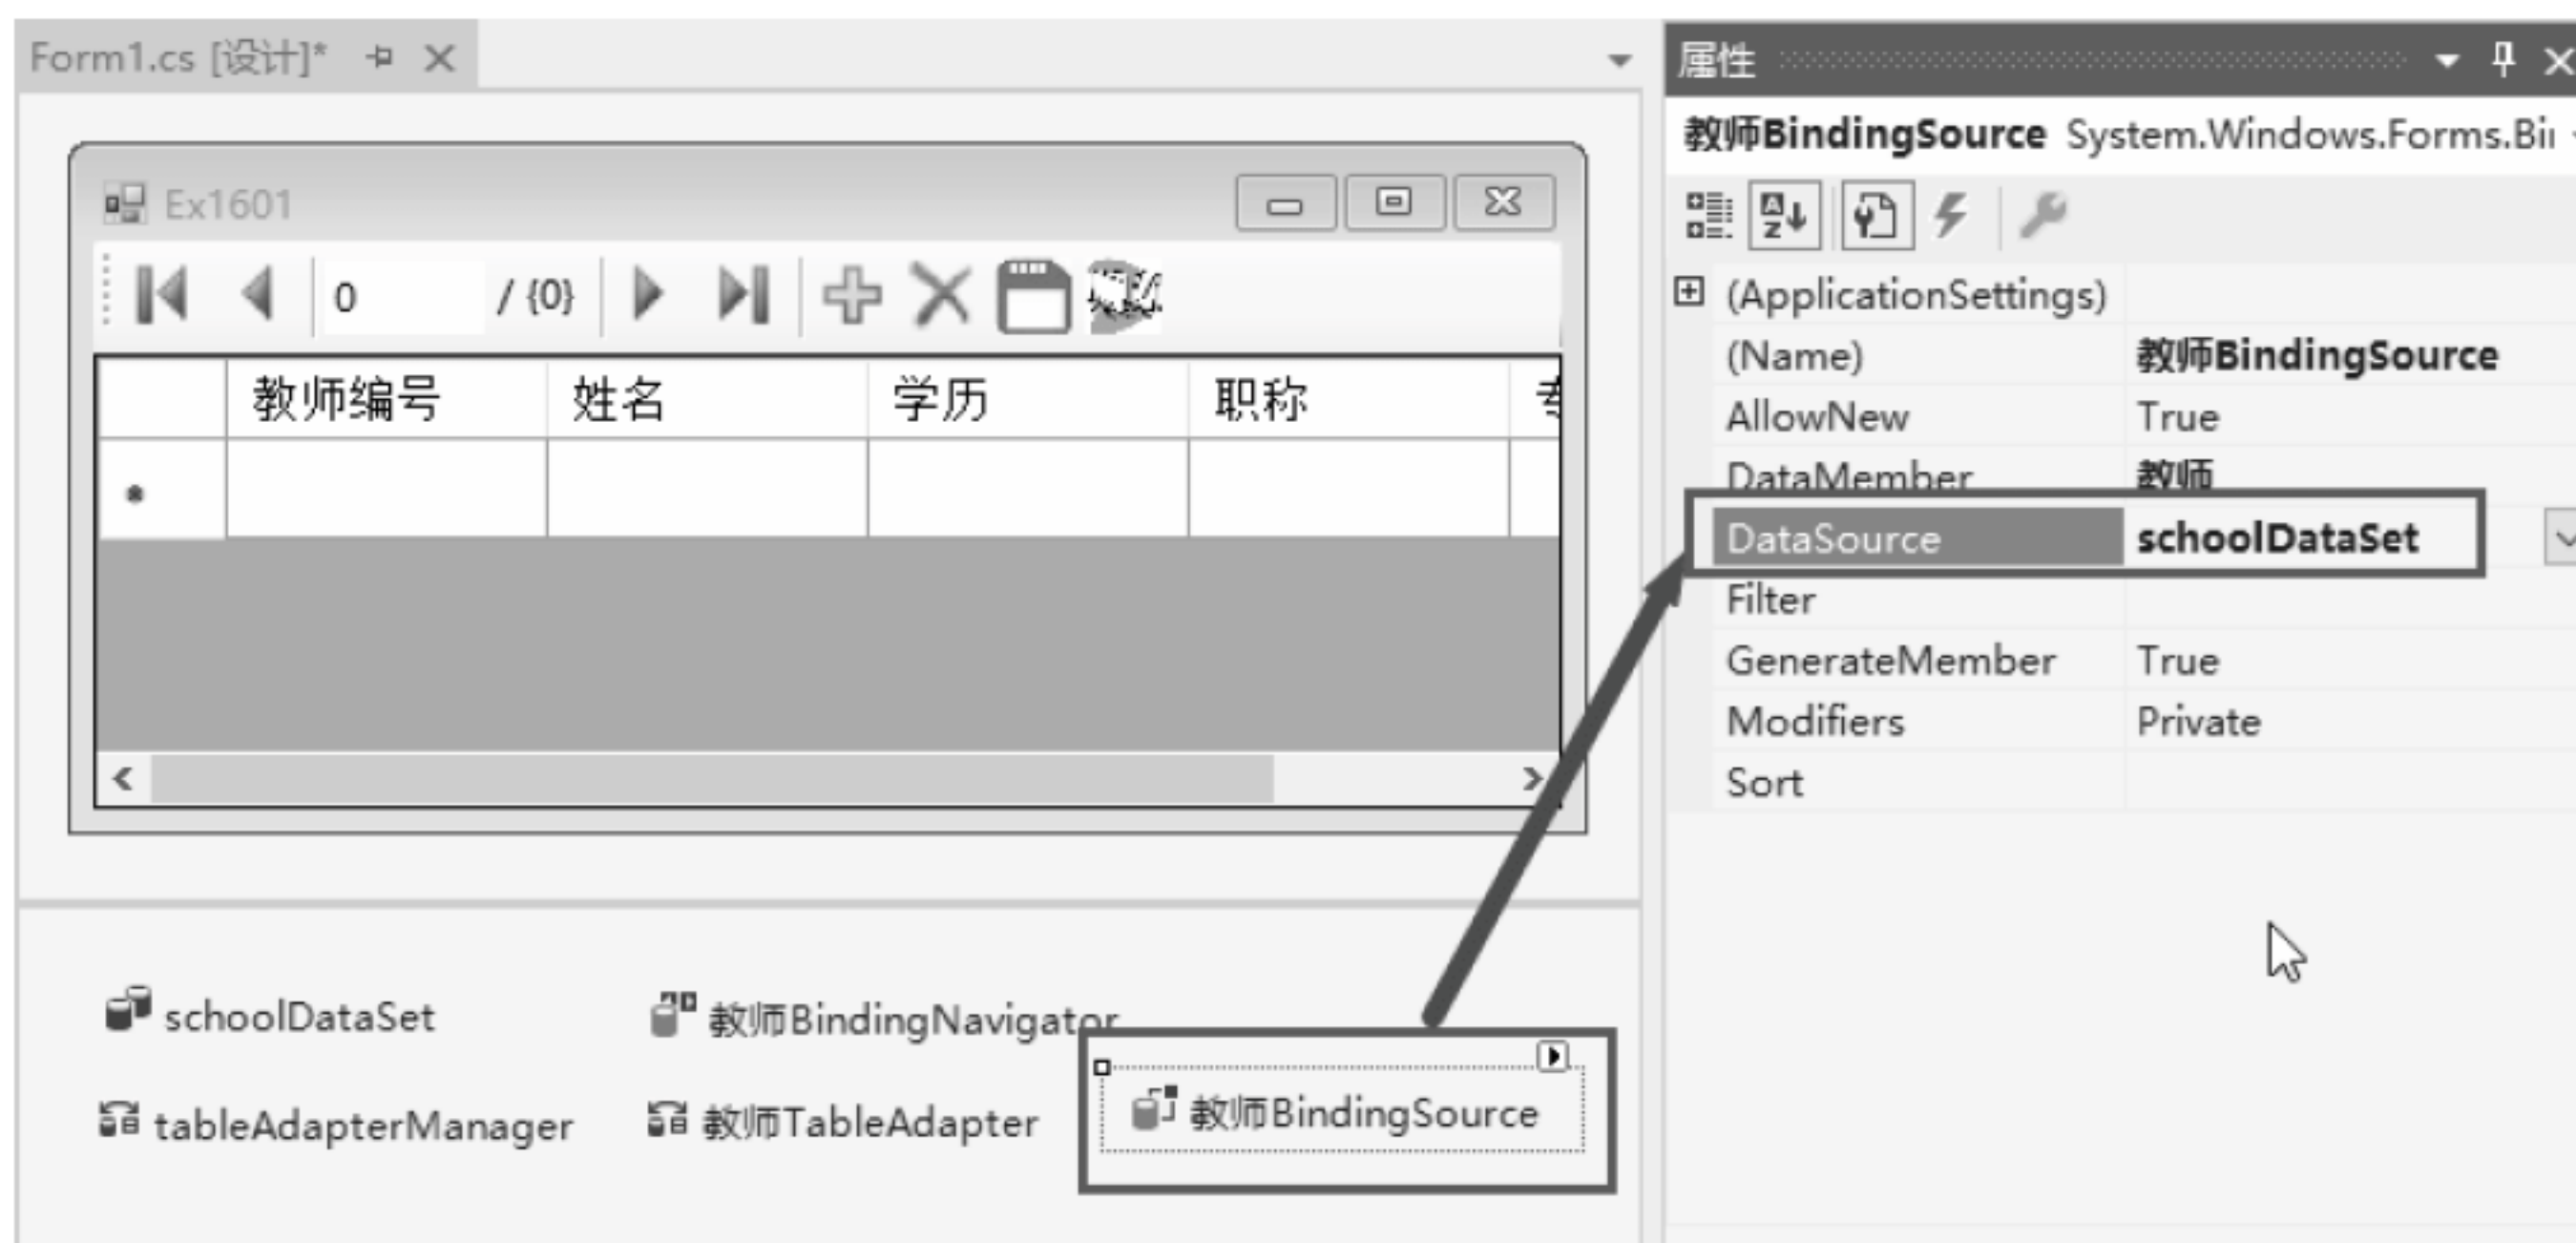 Form1.cs [设计]*
Ex1601
0 / {0}
教师编号 姓名 学历 职称
schoolDataSet 教师BindingNavigator
教师BindingSource
tableAdapterManager 教师TableAdapter
属性
教师BindingSource System.Windows.Forms.Bi
(ApplicationSettings)
(Name) 教师BindingSource
AllowNew True
DataMember 教师
DataSource schoolDataSet
Filter
GenerateMember True
Modifiers Private
Sort